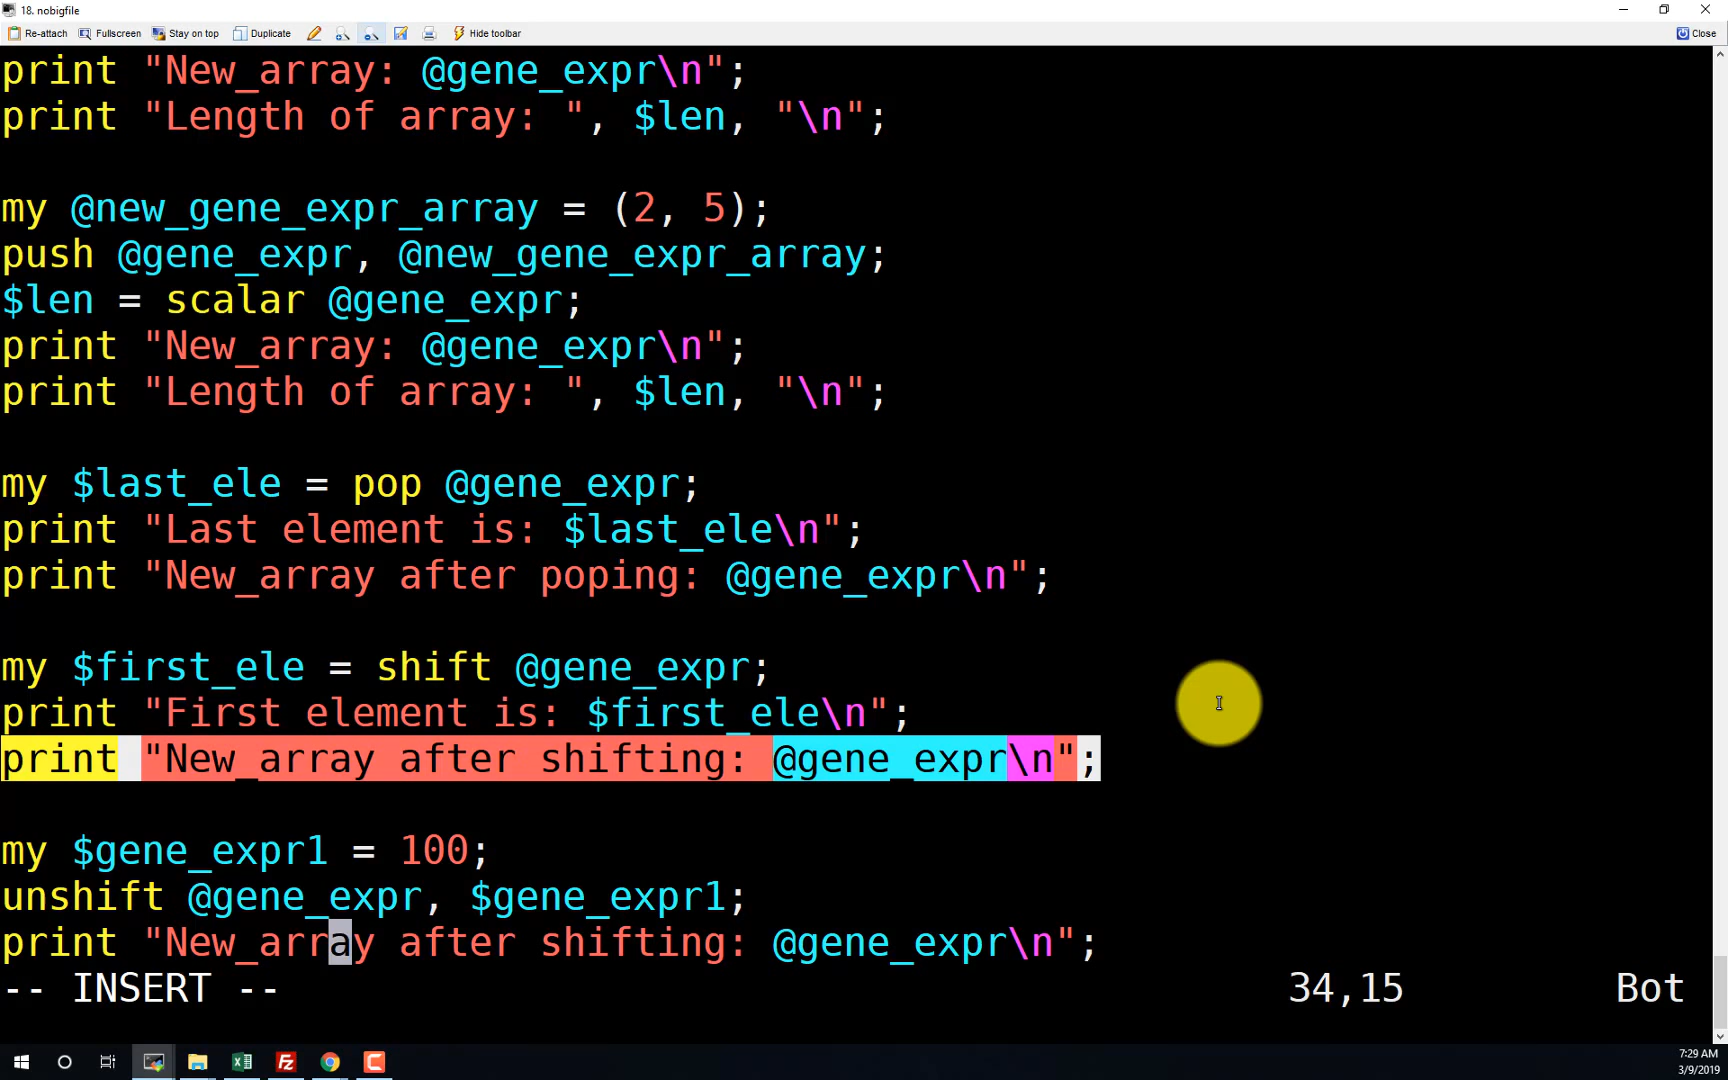 18. nobigfile
Re-attach Fullscreen Stay on top Duplicate Hide toolbar Close
print "New_array: @gene_expr\n";
print "Length of array: ", $len, "\n";
my @new_gene_expr_array = (2, 5);
push @gene_expr, @new_gene_expr_array;
$len = scalar @gene_expr;
print "New_array: @gene_expr\n";
print "Length of array: ", $len, "\n";
my $last_ele = pop @gene_expr;
print "Last element is: $last_ele\n";
print "New_array after poping: @gene_expr\n";
my $first_ele = shift @gene_expr;
print "First element is: $first_ele\n";
print "New_array after shifting: @gene_expr\n";
my $gene_expr1 = 100;
unshift @gene_expr, $gene_expr1;
print "New_array after shifting: @gene_expr\n";
-- INSERT -- 34,15 Bot
7:29 AM
3/9/2019